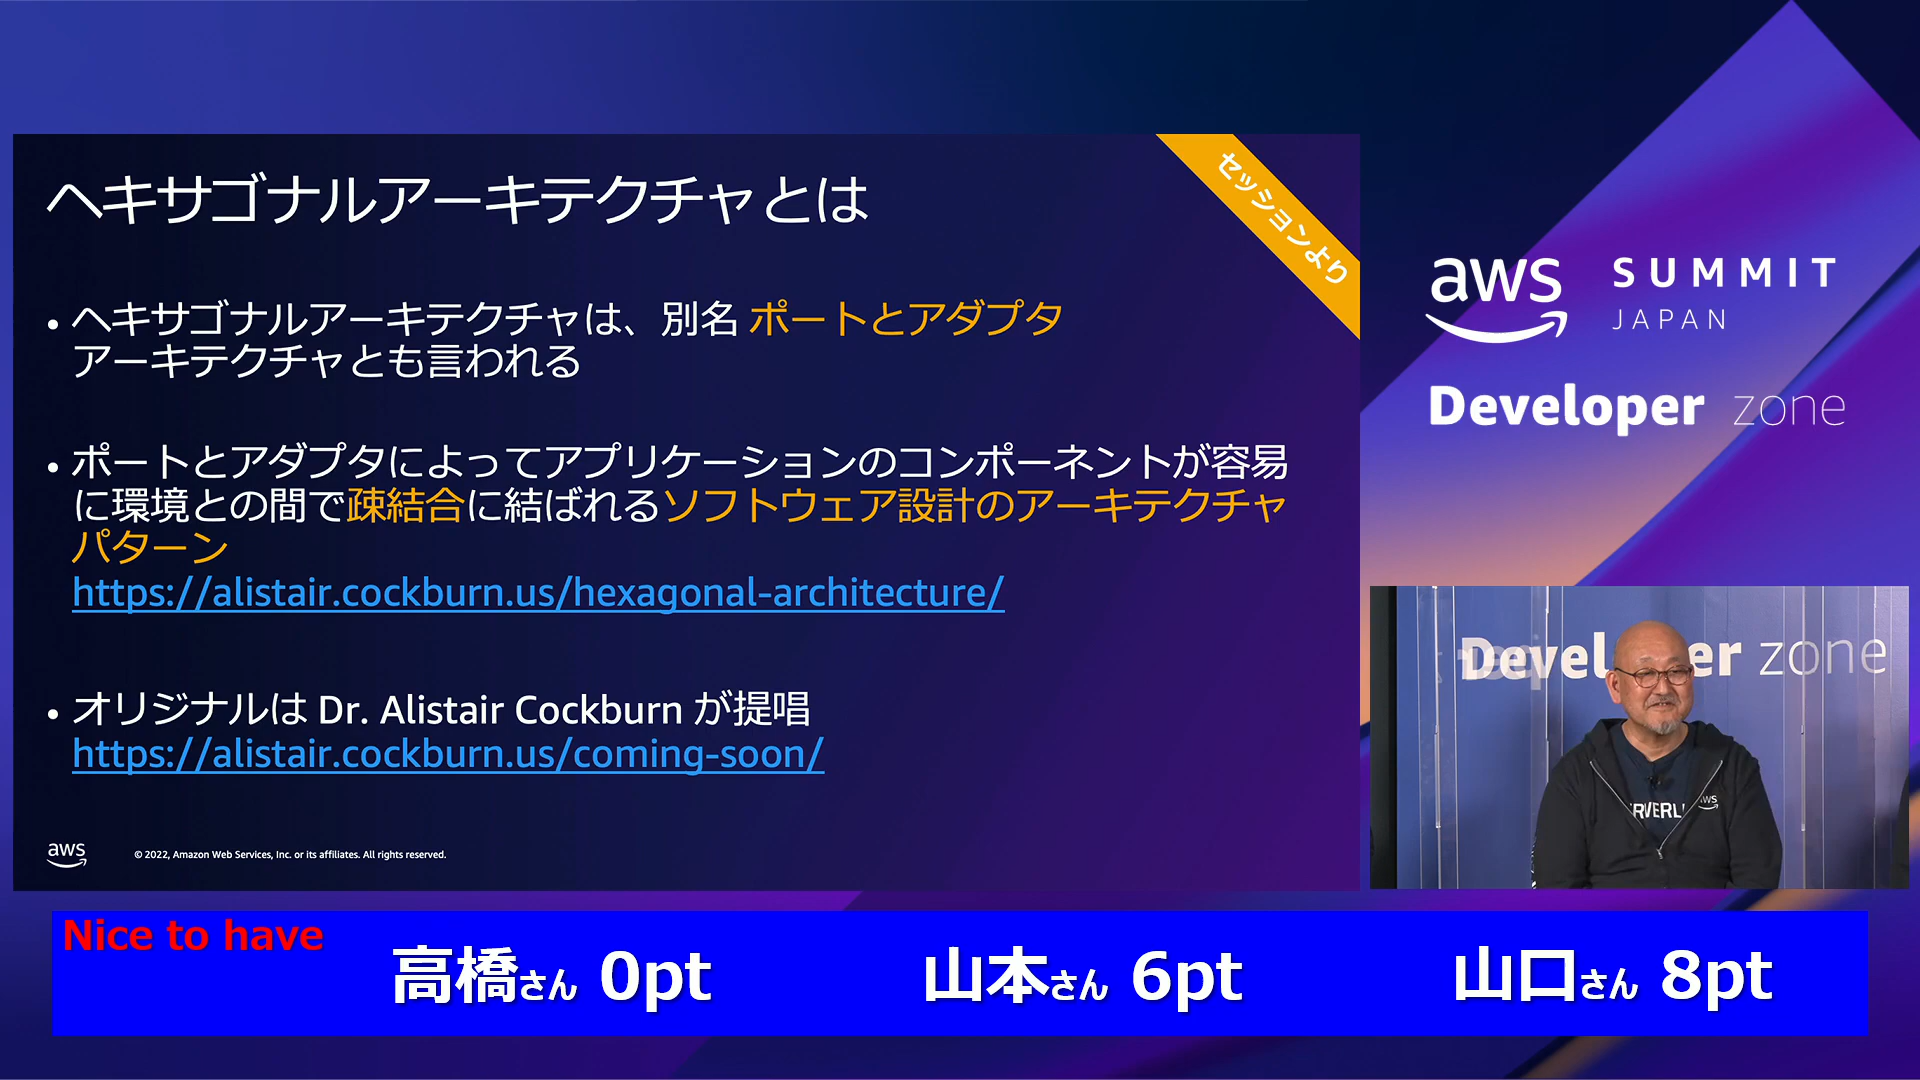 ヘキサゴナルアーキテクチャとは
セッションより
• ヘキサゴナルアーキテクチャは、別名 ポートとアダプタ
アーキテクチャとも言われる
• ポートとアダプタによってアプリケーションのコンポーネントが容易
に環境との間で疎結合に結ばれるソフトウェア設計のアーキテクチャ
パターン
https://alistair.cockburn.us/hexagonal-architecture/
• オリジナルは Dr. Alistair Cockburn が提唱
https://alistair.cockburn.us/coming-soon/
aws
© 2022, Amazon Web Services, Inc. or its affiliates. All rights reserved.
aws SUMMIT
JAPAN
Developer zone
Developer zone
aws
Nice to have
高橋さん 0pt
山本さん 6pt
山口さん 8pt